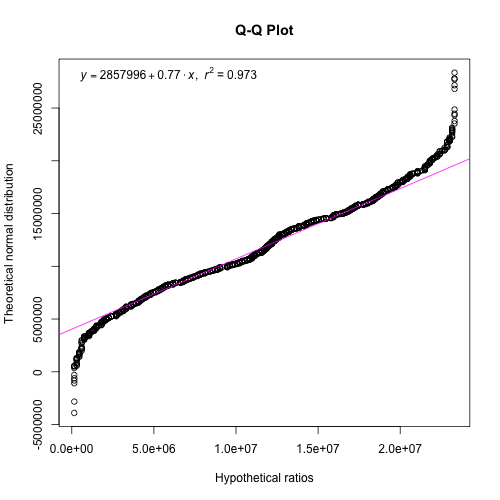 Q-Q Plot
y = 2857996 + 0.77 · x, r² = 0.973
Theoretical normal distribution
25000000
15000000
5000000
0
-5000000
0.0e+00 5.0e+06 1.0e+07 1.5e+07 2.0e+07
Hypothetical ratios